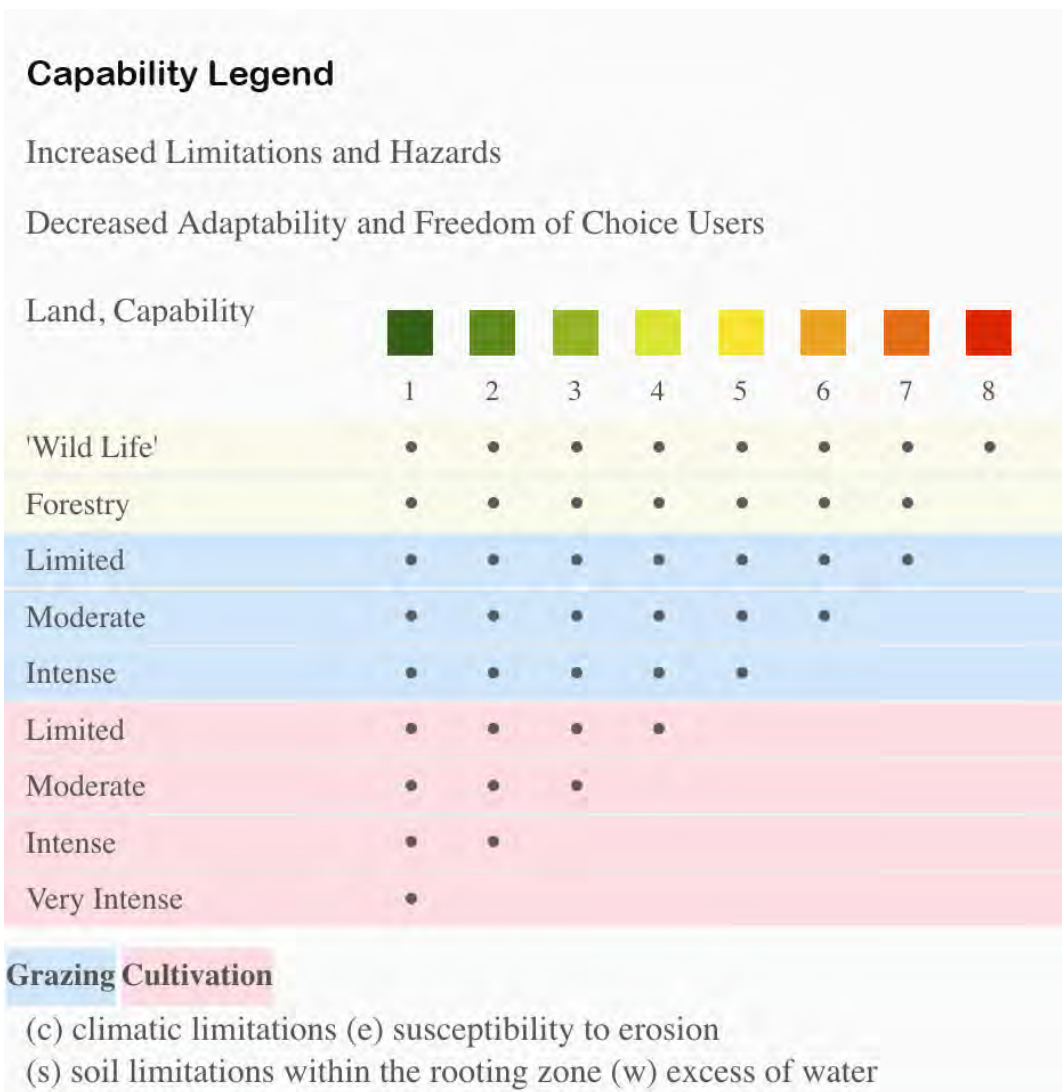 Capability Legend
Increased Limitations and Hazards
Decreased Adaptability and Freedom of Choice Users
Land, Capability
1 2 3 4 5 6 7 8
'Wild Life' • • • • • • • •
Forestry • • • • • • •
Limited • • • • • • •
Moderate • • • • • •
Intense • • • • •
Limited • • • •
Moderate • • •
Intense • •
Very Intense •
Grazing Cultivation
(c) climatic limitations (e) susceptibility to erosion
(s) soil limitations within the rooting zone (w) excess of water